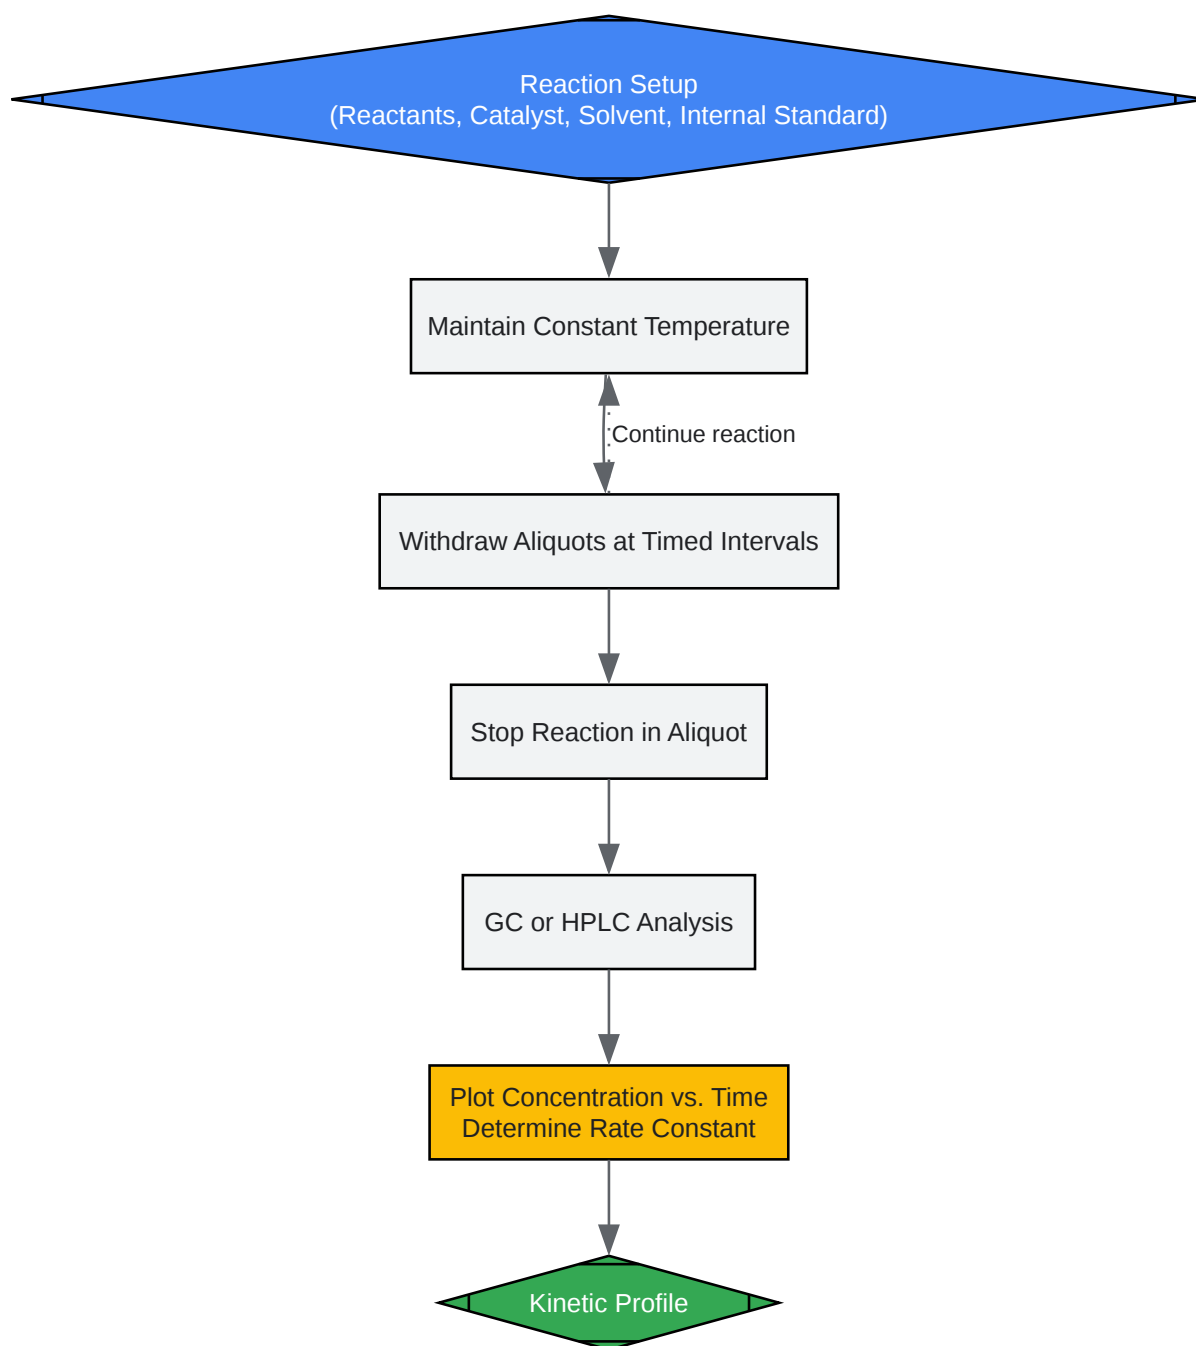 Reaction Setup
(Reactants, Catalyst, Solvent, Internal Standard)
Maintain Constant Temperature
Continue reaction
Withdraw Aliquots at Timed Intervals
Stop Reaction in Aliquot
GC or HPLC Analysis
Plot Concentration vs. Time
Determine Rate Constant
Kinetic Profile